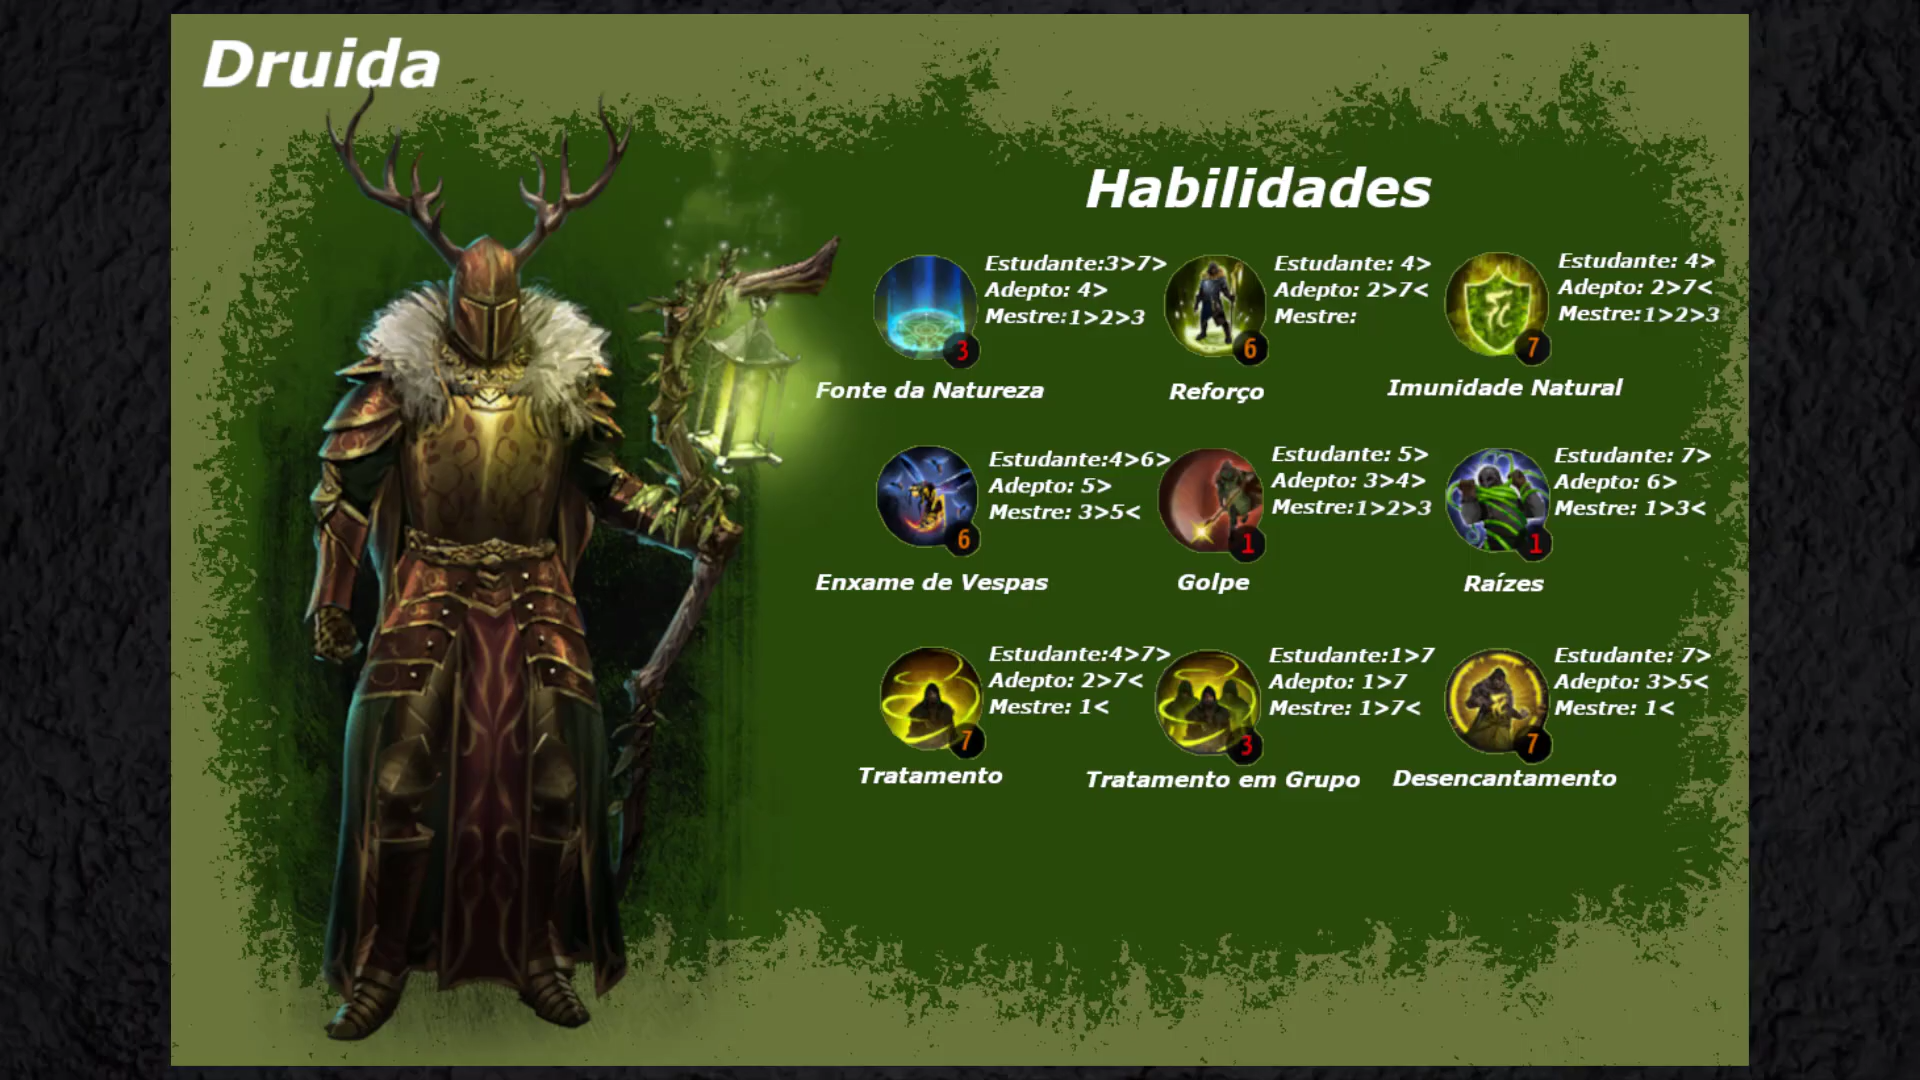 Druida
Habilidades
Estudante:3>7>
Adepto: 4>
Mestre:1>2>3
3
Fonte da Natureza
Estudante: 4>
Adepto: 2>7<
Mestre:
6
Reforço
Estudante: 4>
Adepto: 2>7<
Mestre:1>2>3
7
Imunidade Natural
Estudante:4>6>
Adepto: 5>
Mestre: 3>5<
6
Enxame de Vespas
Estudante: 5>
Adepto: 3>4>
Mestre:1>2>3
1
Golpe
Estudante: 7>
Adepto: 6>
Mestre: 1>3<
1
Raízes
Estudante:4>7>
Adepto: 2>7<
Mestre: 1<
7
Tratamento
Estudante:1>7
Adepto: 1>7
Mestre: 1>7<
3
Tratamento em Grupo
Estudante: 7>
Adepto: 3>5<
Mestre: 1<
7
Desencantamento